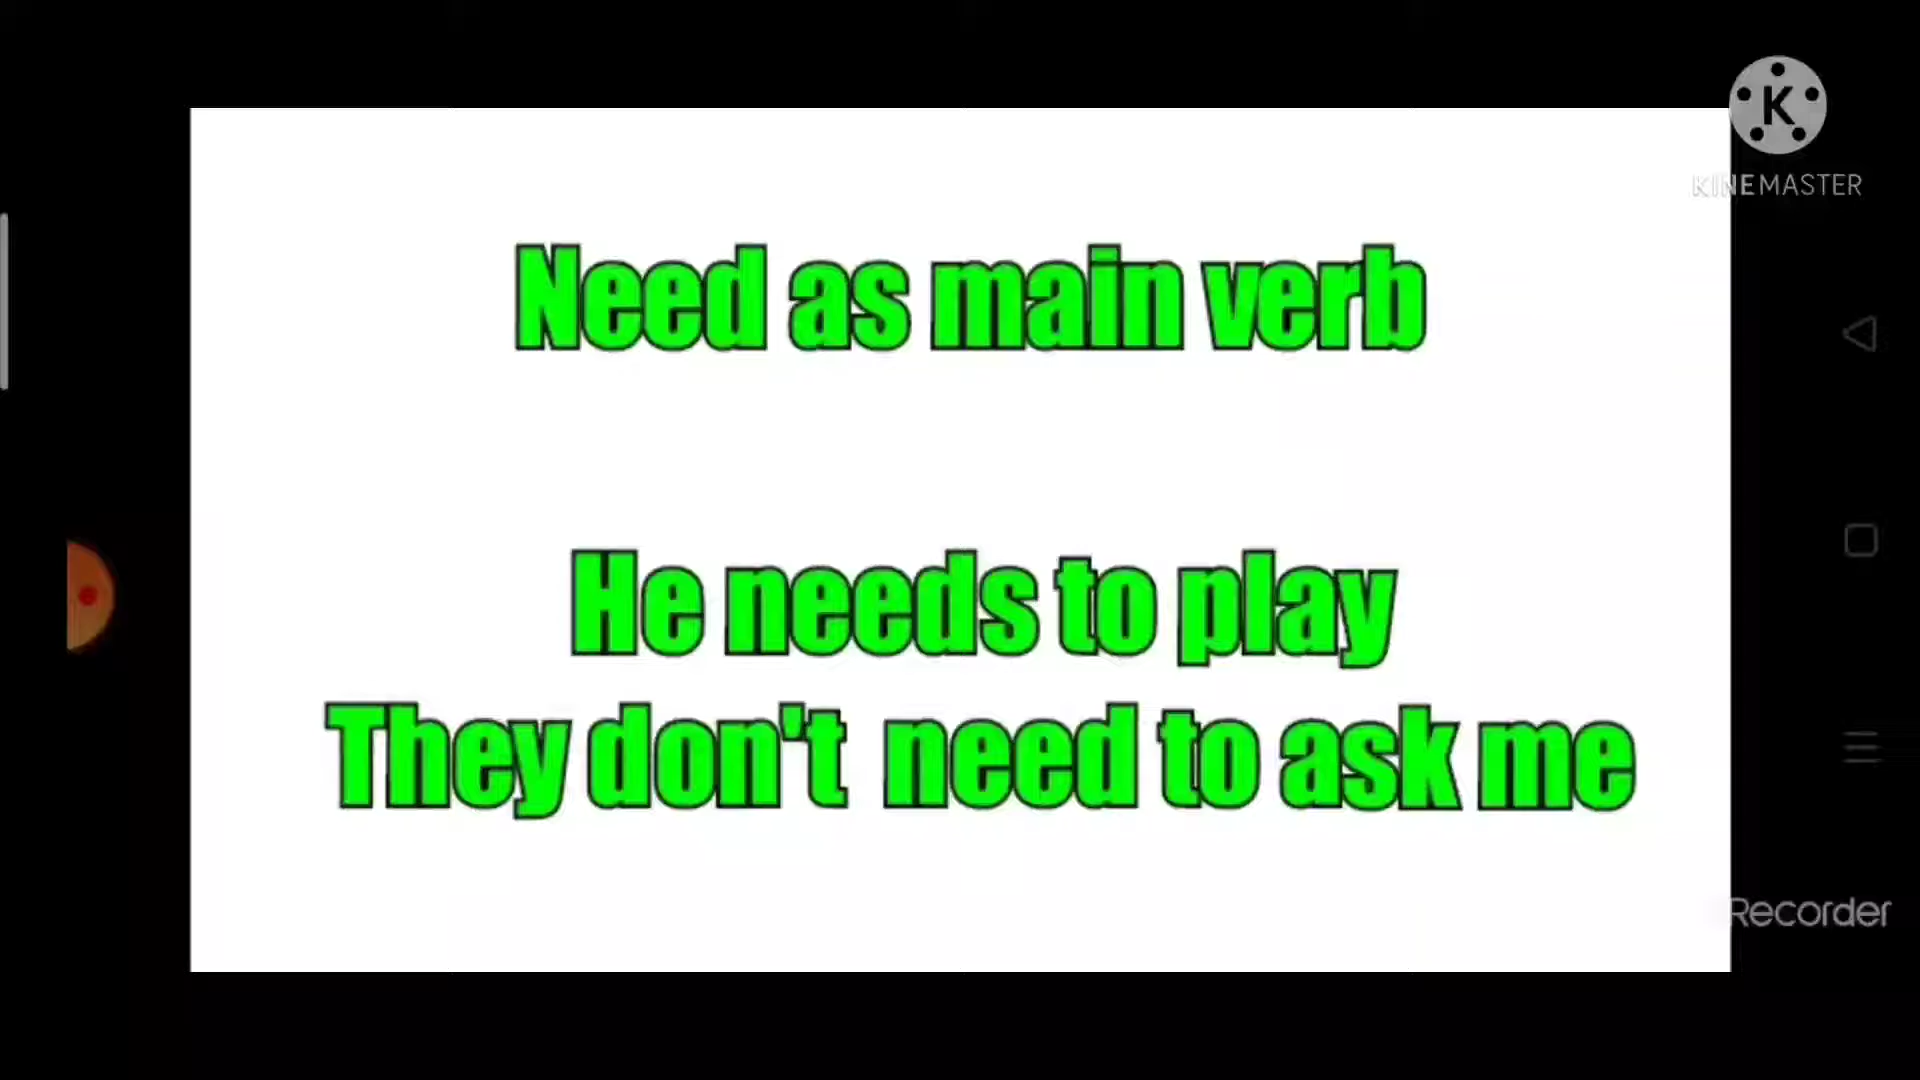 K
KINEMASTER
Need as main verb
He needs to play
They don't need to ask me
Recorder